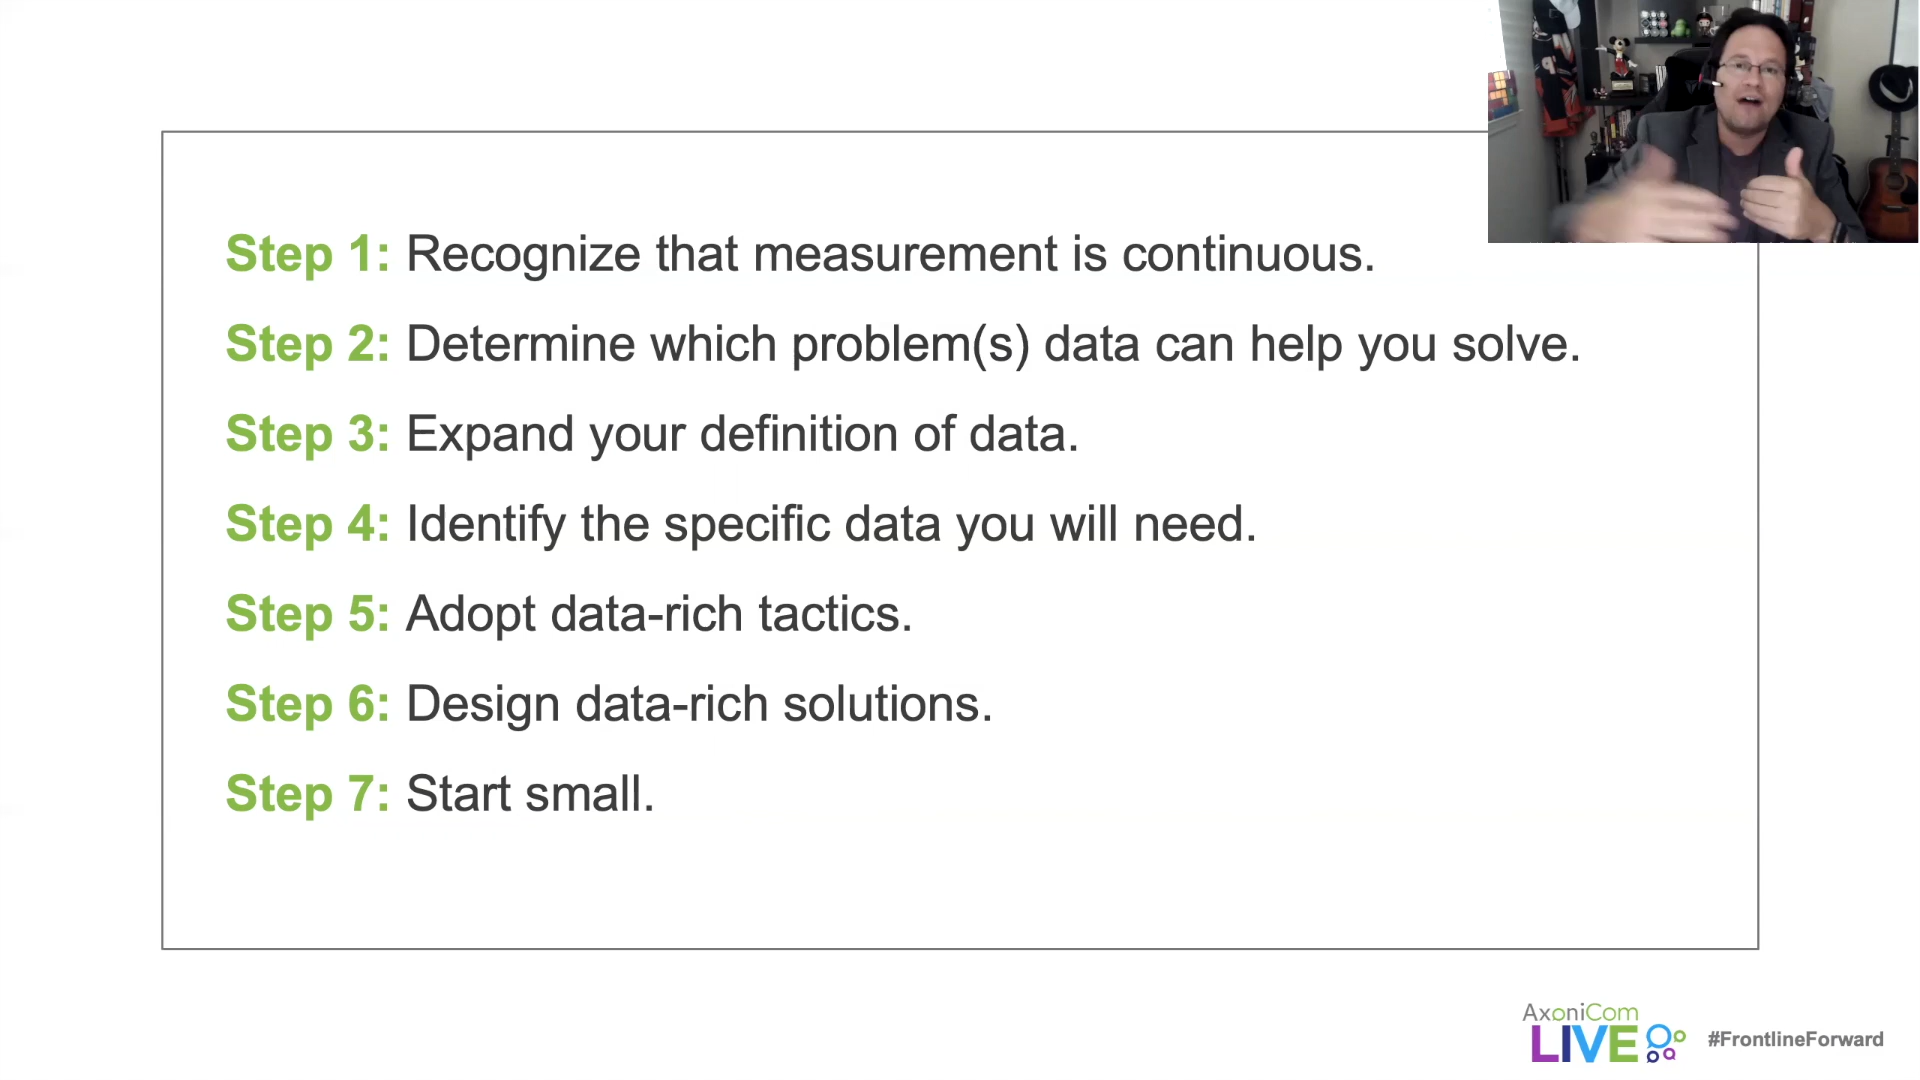 Step 1: Recognize that measurement is continuous.
Step 2: Determine which problem(s) data can help you solve.
Step 3: Expand your definition of data.
Step 4: Identify the specific data you will need.
Step 5: Adopt data-rich tactics.
Step 6: Design data-rich solutions.
Step 7: Start small.
AxoniCom
LIVE
#FrontlineForward